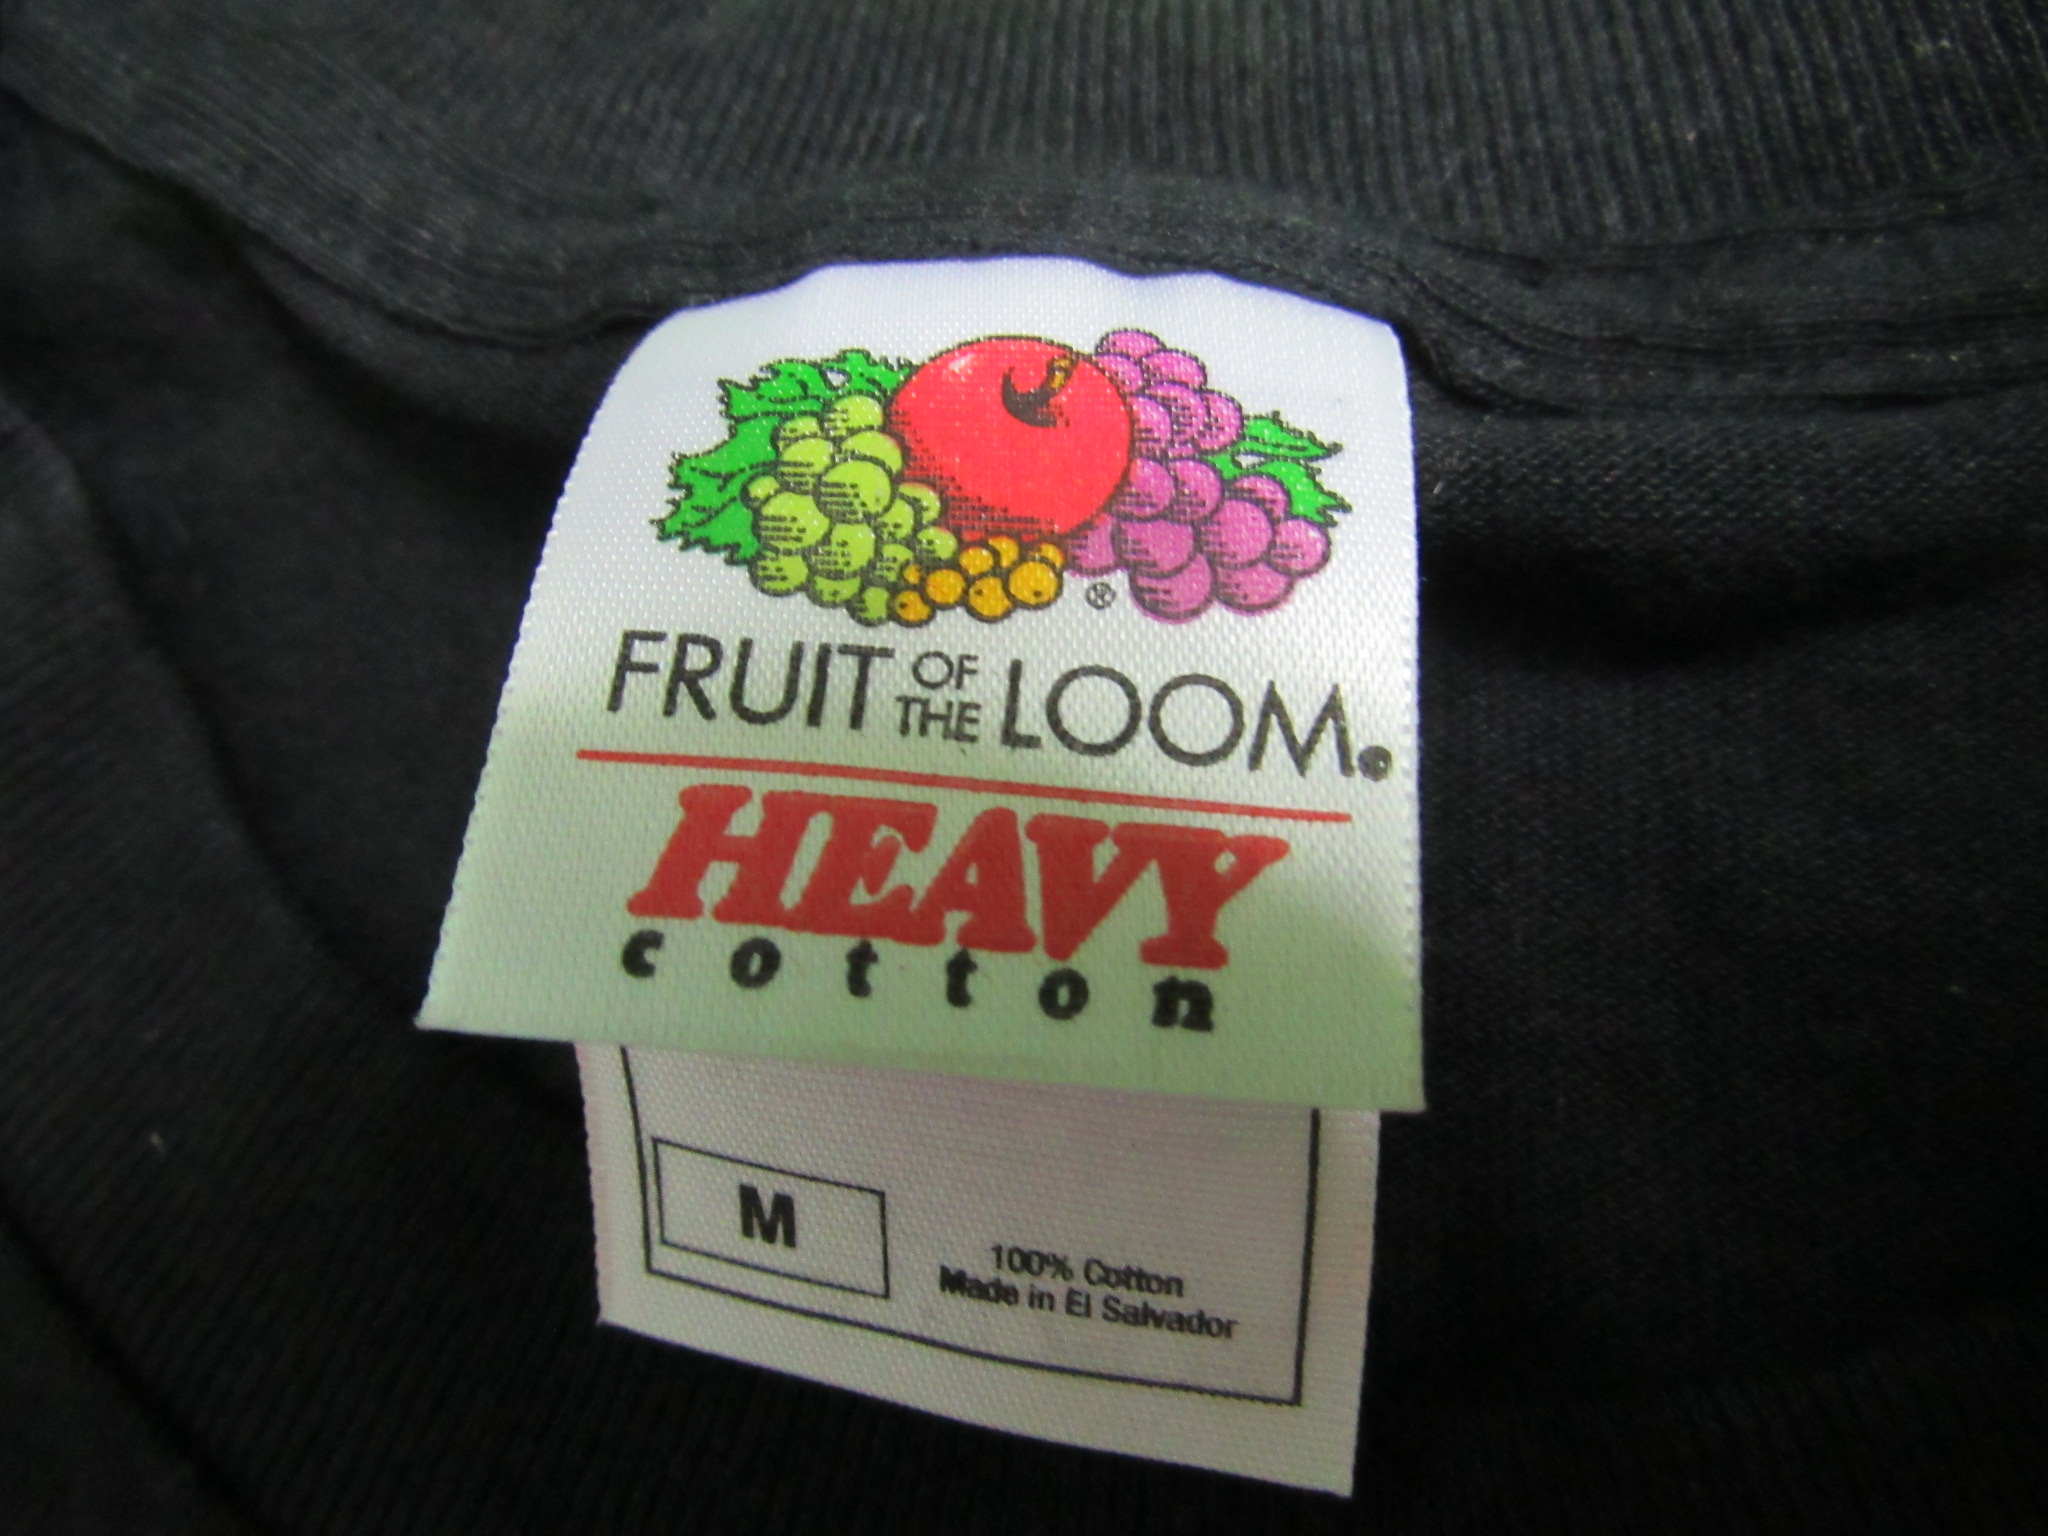 ®
FRUIT OF THE LOOM®
HEAVY
cotton
M
100% Cotton
Made in El Salvador